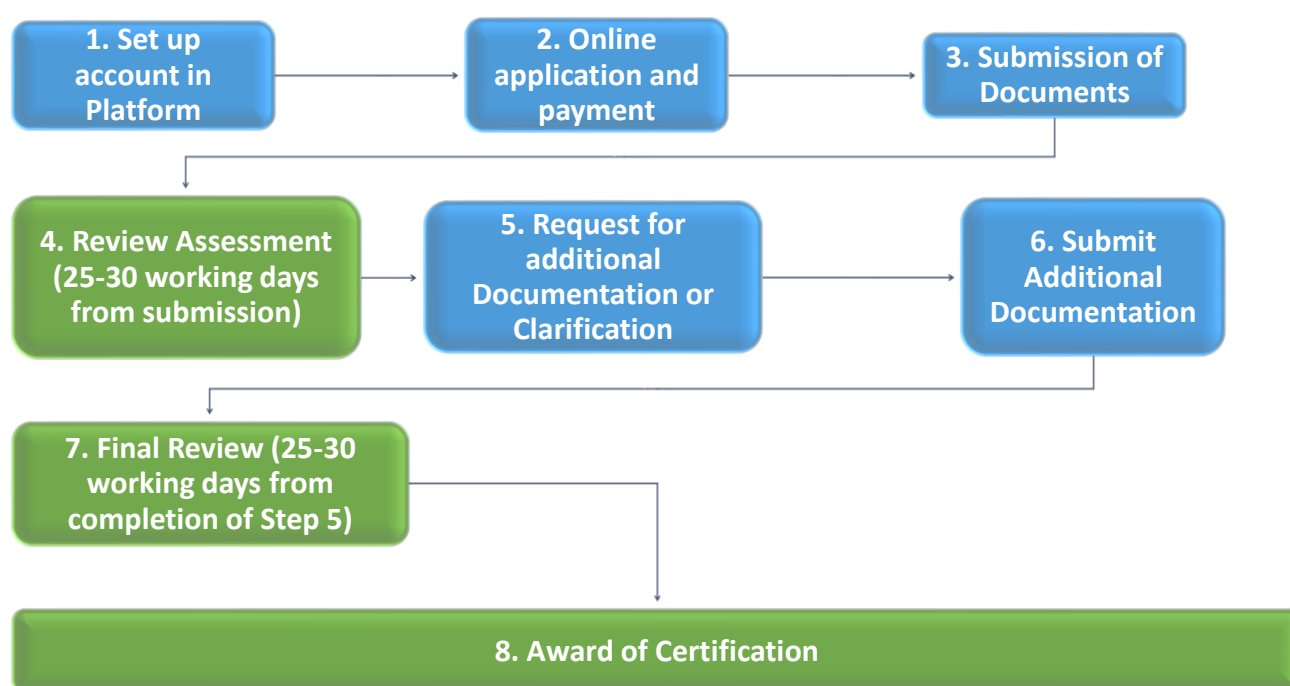 1. Set up
account in
Platform
2. Online
application and
payment
3. Submission of
Documents
4. Review Assessment
(25-30 working days
from submission)
5. Request for
additional
Documentation or
Clarification
6. Submit
Additional
Documentation
7. Final Review (25-30
working days from
completion of Step 5)
8. Award of Certification